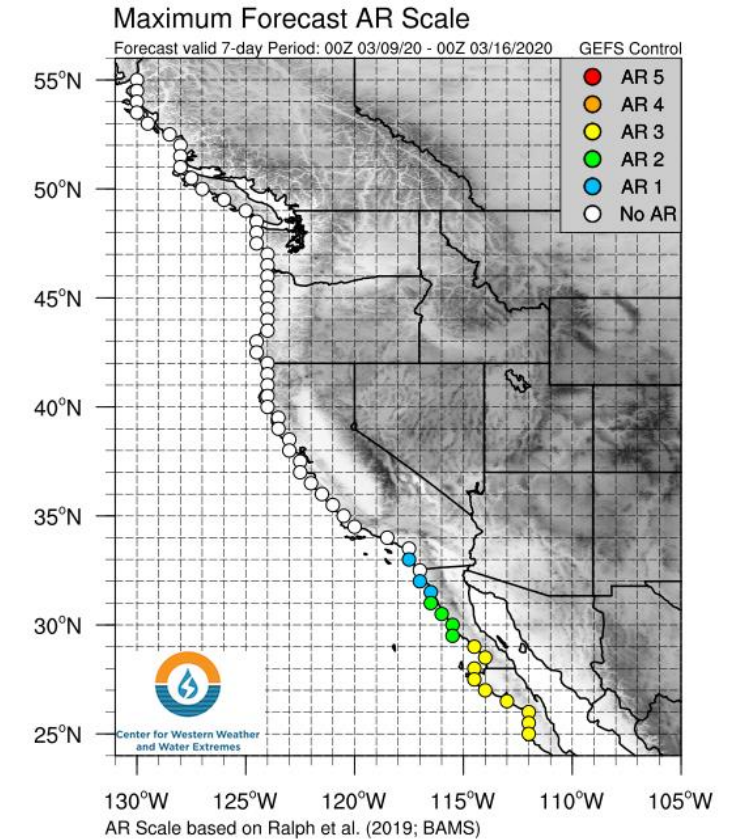 Maximum Forecast AR Scale
Forecast valid 7-day Period: 00Z 03/09/20 - 00Z 03/16/2020 GEFS Control
AR 5
AR 4
AR 3
AR 2
AR 1
No AR
55°N
50°N
45°N
40°N
35°N
30°N
25°N
Center for Western Weather
and Water Extremes
130°W 125°W 120°W 115°W 110°W 105°W
AR Scale based on Ralph et al. (2019; BAMS)